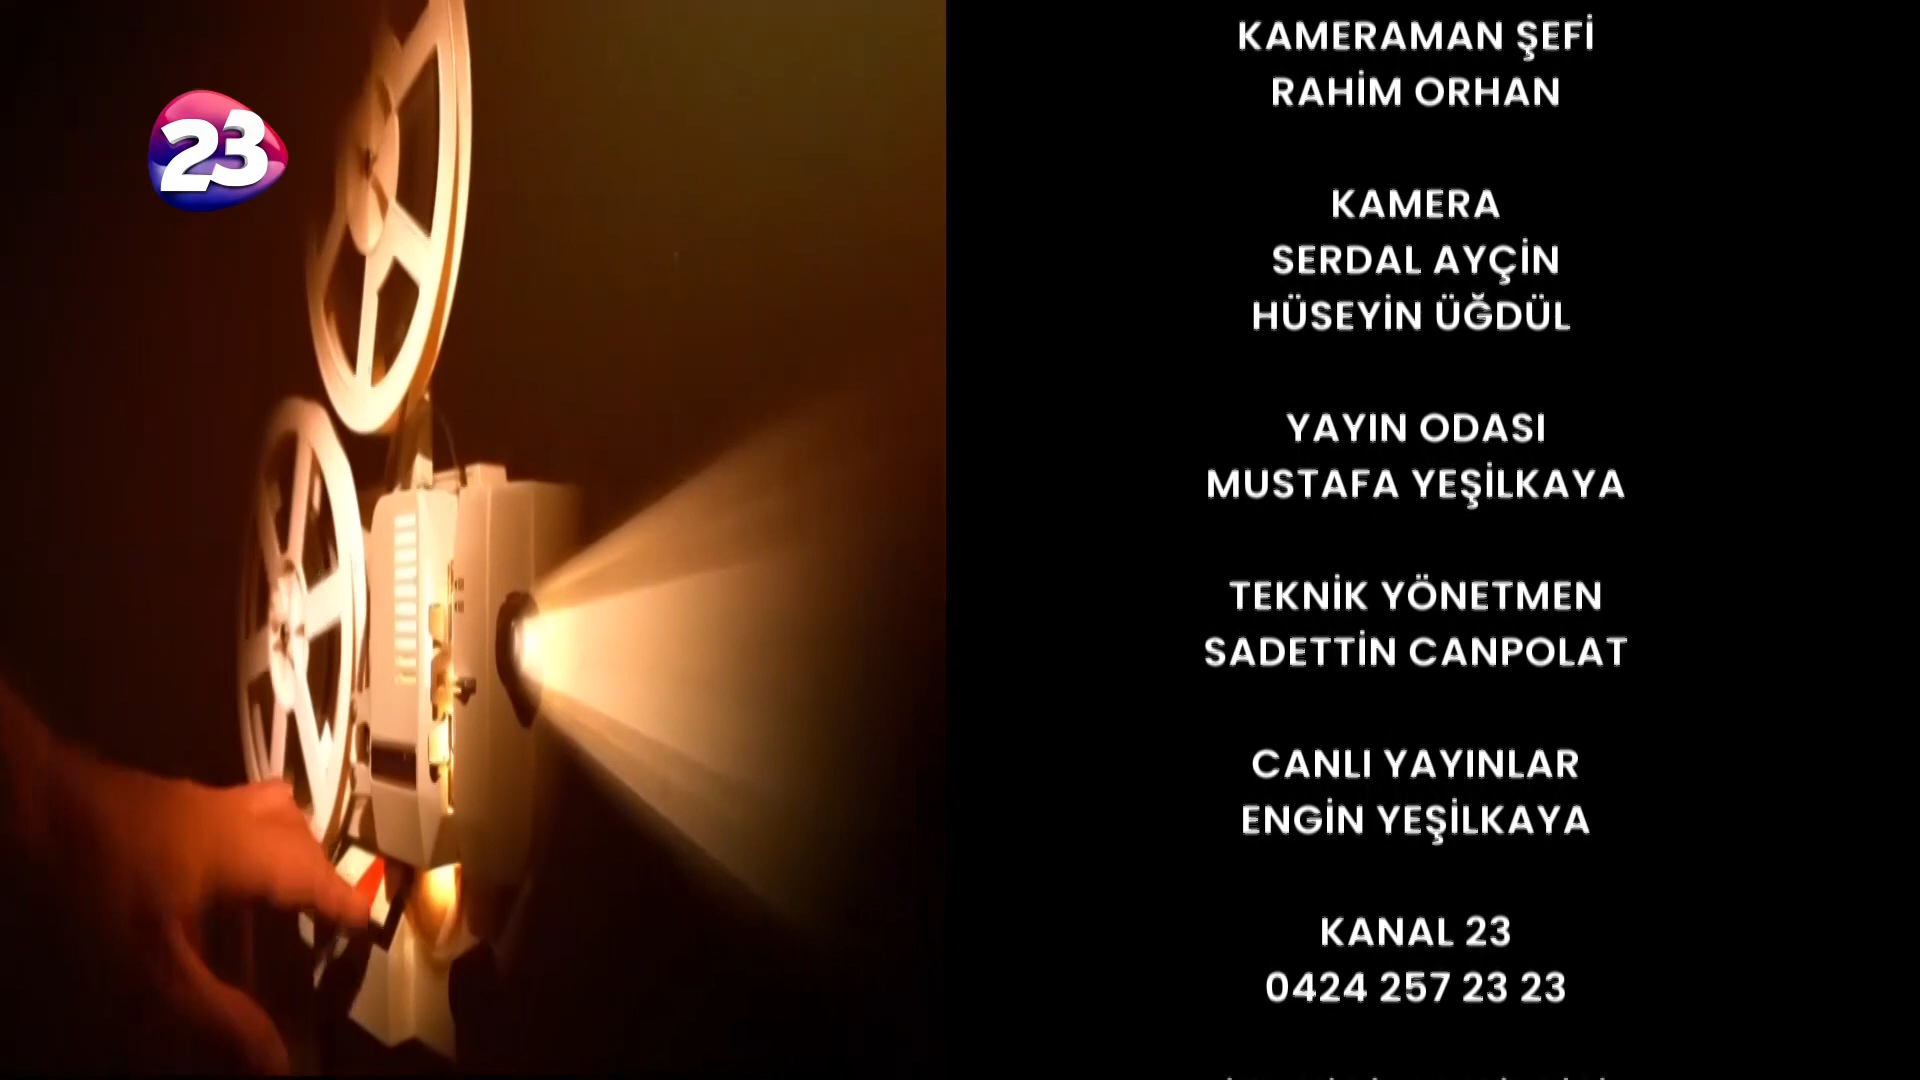 23
KAMERAMAN ŞEFİ
RAHİM ORHAN
KAMERA
SERDAL AYÇİN
HÜSEYİN ÜĞDÜL
YAYIN ODASI
MUSTAFA YEŞİLKAYA
TEKNİK YÖNETMEN
SADETTİN CANPOLAT
CANLI YAYINLAR
ENGİN YEŞİLKAYA
KANAL 23
0424 257 23 23